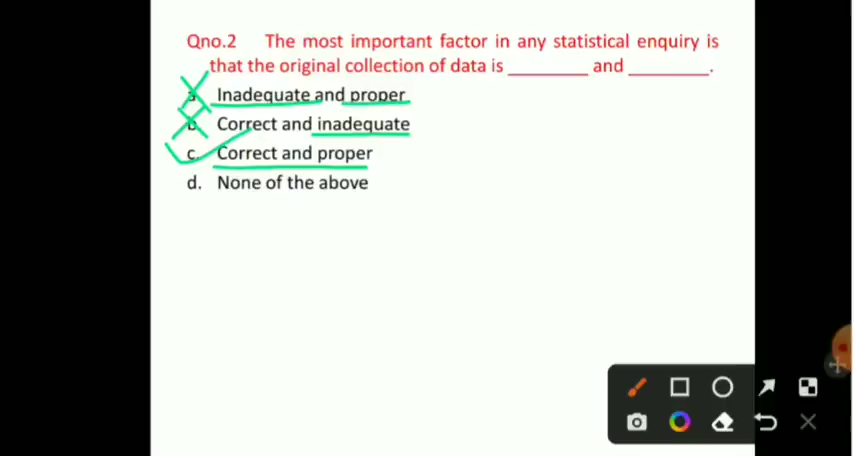 Qno.2 The most important factor in any statistical enquiry is
that the original collection of data is ________ and ________.
a. Inadequate and proper
b. Correct and inadequate
c. Correct and proper
d. None of the above